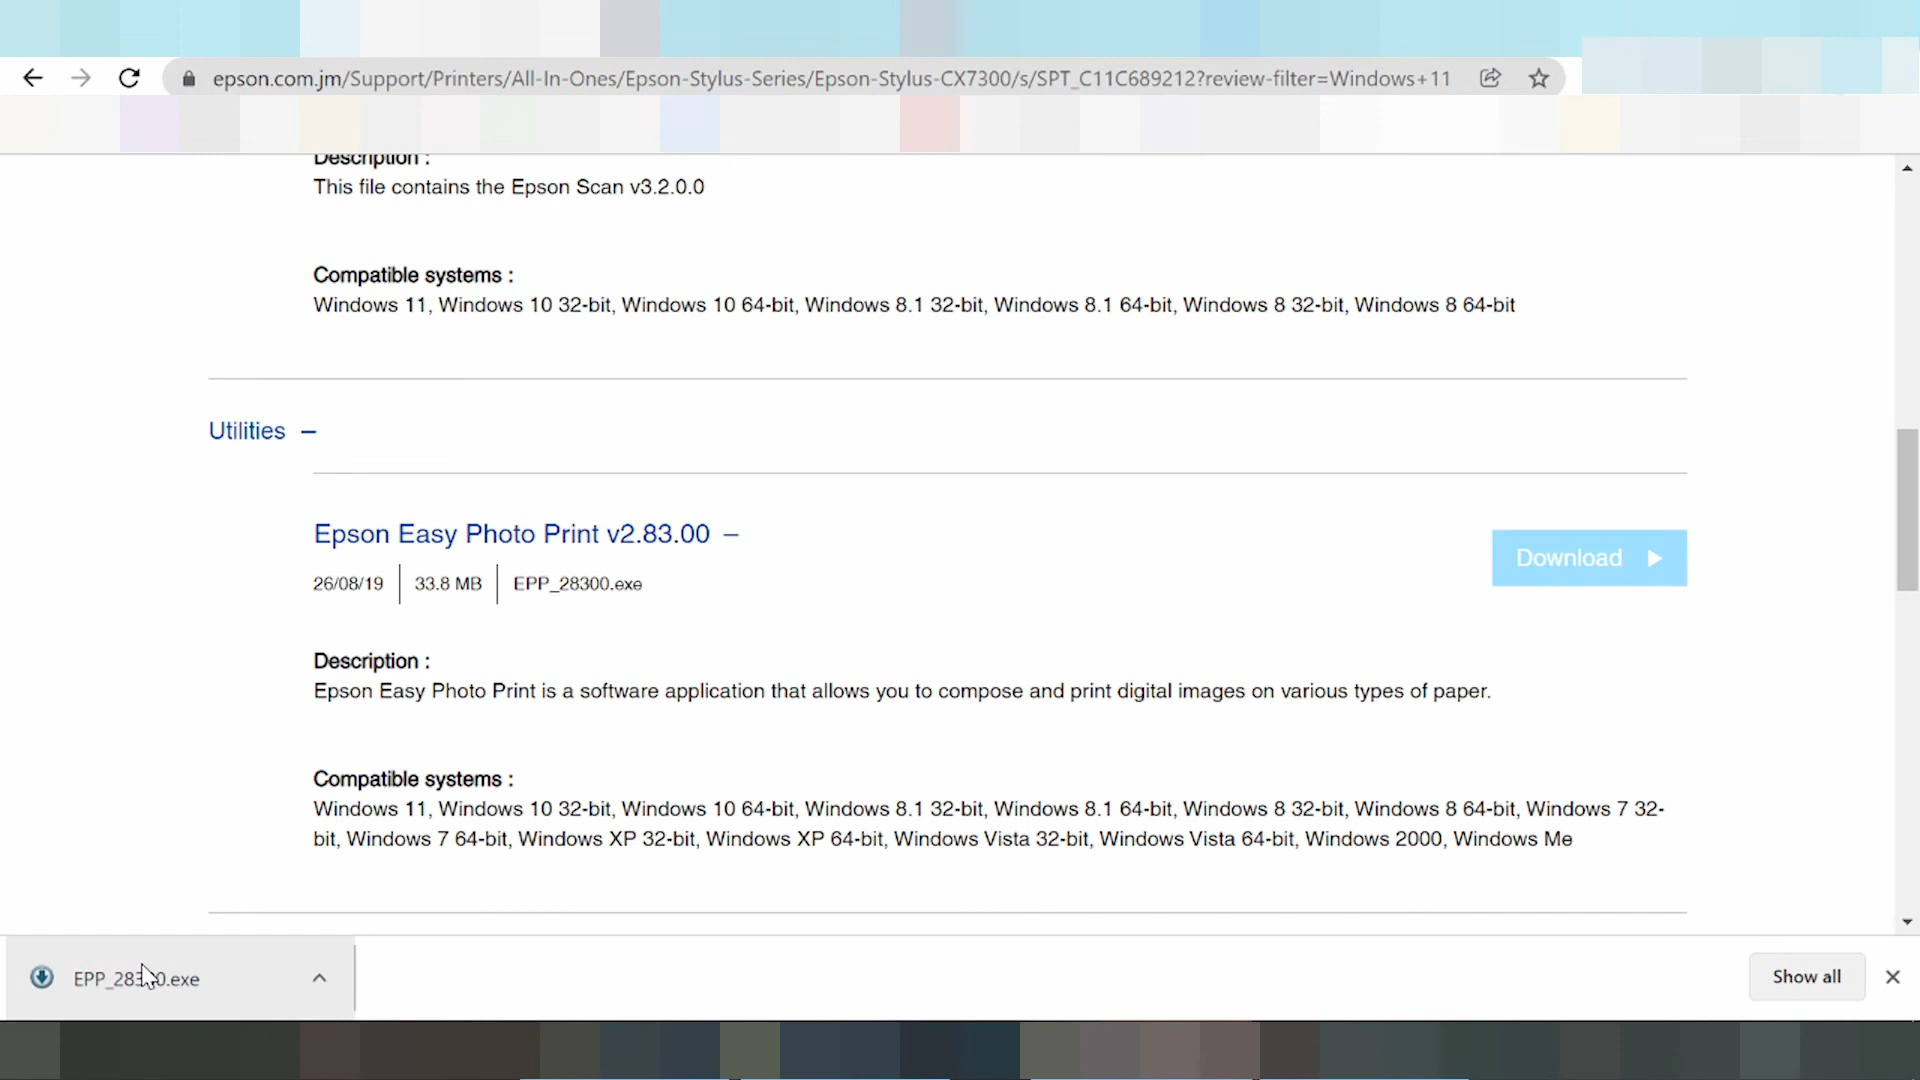 epson.com.jm/Support/Printers/All-In-Ones/Epson-Stylus-Series/Epson-Stylus-CX7300/s/SPT_C11C689212?review-filter=Windows+11
Description :
This file contains the Epson Scan v3.2.0.0
Compatible systems :
Windows 11, Windows 10 32-bit, Windows 10 64-bit, Windows 8.1 32-bit, Windows 8.1 64-bit, Windows 8 32-bit, Windows 8 64-bit
Utilities –
Epson Easy Photo Print v2.83.00 –
26/08/19 33.8 MB EPP_28300.exe
Download
Description :
Epson Easy Photo Print is a software application that allows you to compose and print digital images on various types of paper.
Compatible systems :
Windows 11, Windows 10 32-bit, Windows 10 64-bit, Windows 8.1 32-bit, Windows 8.1 64-bit, Windows 8 32-bit, Windows 8 64-bit, Windows 7 32-
bit, Windows 7 64-bit, Windows XP 32-bit, Windows XP 64-bit, Windows Vista 32-bit, Windows Vista 64-bit, Windows 2000, Windows Me
EPP_28300.exe
Show all